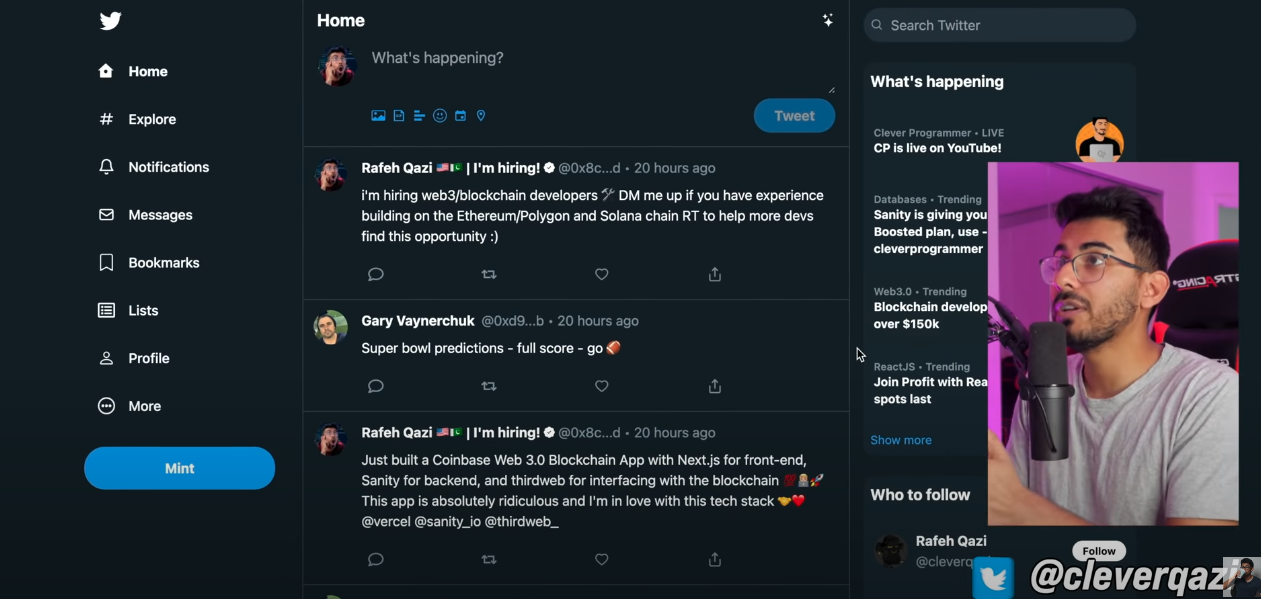 Home
Explore
Notifications
Messages
Bookmarks
Lists
Profile
More
Mint
Home
What's happening?
Tweet
Rafeh Qazi 🇺🇸🇵🇰 | I'm hiring! @0x8c...d • 20 hours ago
i'm hiring web3/blockchain developers 🛠 DM me up if you have experience
building on the Ethereum/Polygon and Solana chain RT to help more devs
find this opportunity :)
Gary Vaynerchuk @0xd9...b • 20 hours ago
Super bowl predictions - full score - go 🏈
Rafeh Qazi 🇺🇸🇵🇰 | I'm hiring! @0x8c...d • 20 hours ago
Just built a Coinbase Web 3.0 Blockchain App with Next.js for front-end,
Sanity for backend, and thirdweb for interfacing with the blockchain 💯👩‍🚀🚀
This app is absolutely ridiculous and I'm in love with this tech stack 🤝❤️
@vercel @sanity_io @thirdweb_
Search Twitter
What's happening
Clever Programmer • LIVE
CP is live on YouTube!
Databases • Trending
Sanity is giving you
Boosted plan, use -
cleverprogrammer
Web3.0 • Trending
Blockchain develop
over $150k
ReactJS • Trending
Join Profit with Rea
spots last
Show more
Who to follow
Rafeh Qazi
@cleverq
Follow
@cleverqazi